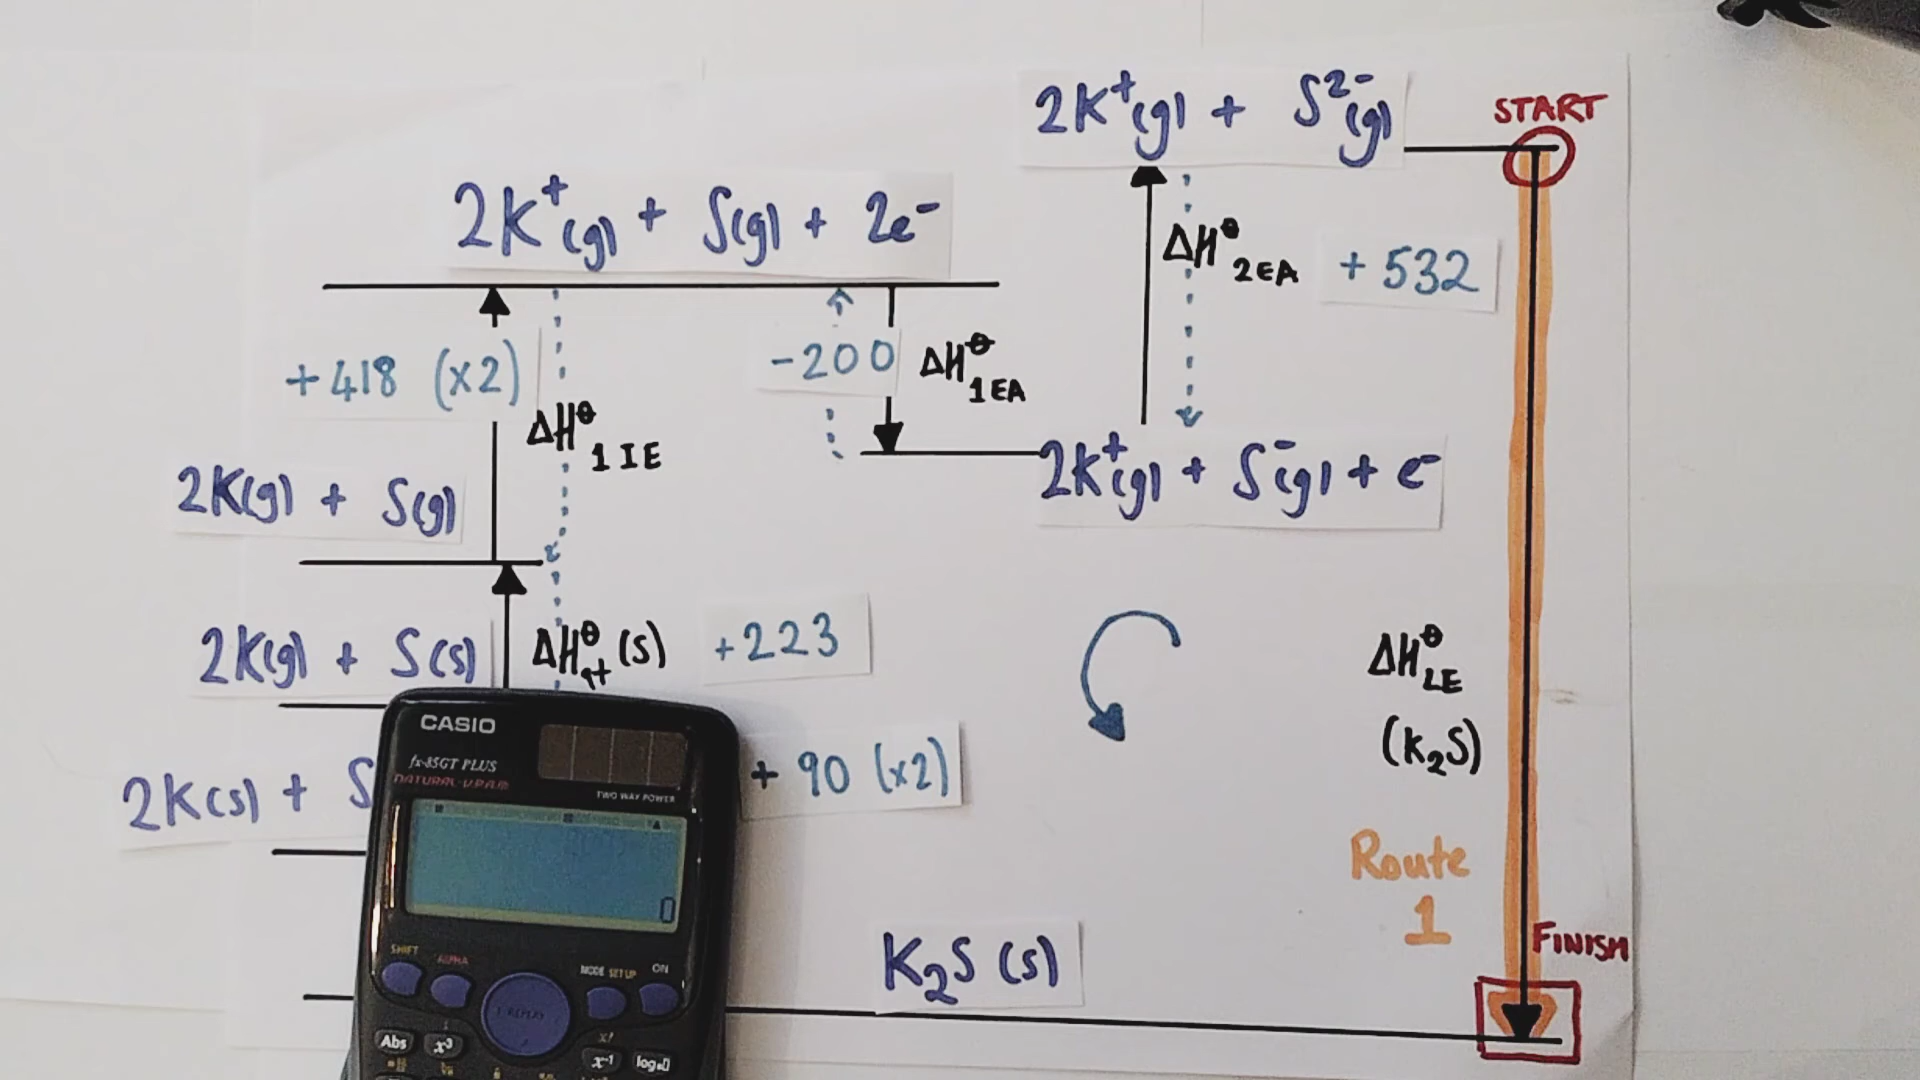 2K⁺(g) + S²⁻(g)
START
2K⁺(g) + S(g) + 2e⁻
ΔH^θ 2EA
+ 532
+418 (x2)
ΔH^θ 1IE
-200
ΔH^θ 1EA
2K⁺(g) + S⁻(g) + e⁻
2K(g) + S(g)
2K(g) + S(s)
ΔH^θ at (s)
+223
ΔH^θ LE
(K₂S)
2K(s) + S
+ 90 (x2)
Route
1
FINISH
K₂S (s)
CASIO
fx-85GT PLUS
NATURAL-V.P.A.M.
TWO WAY POWER
0
SHIFT
ALPHA
MODE SETUP
ON
REPLAY
Abs
x³
x!
x⁻¹
log